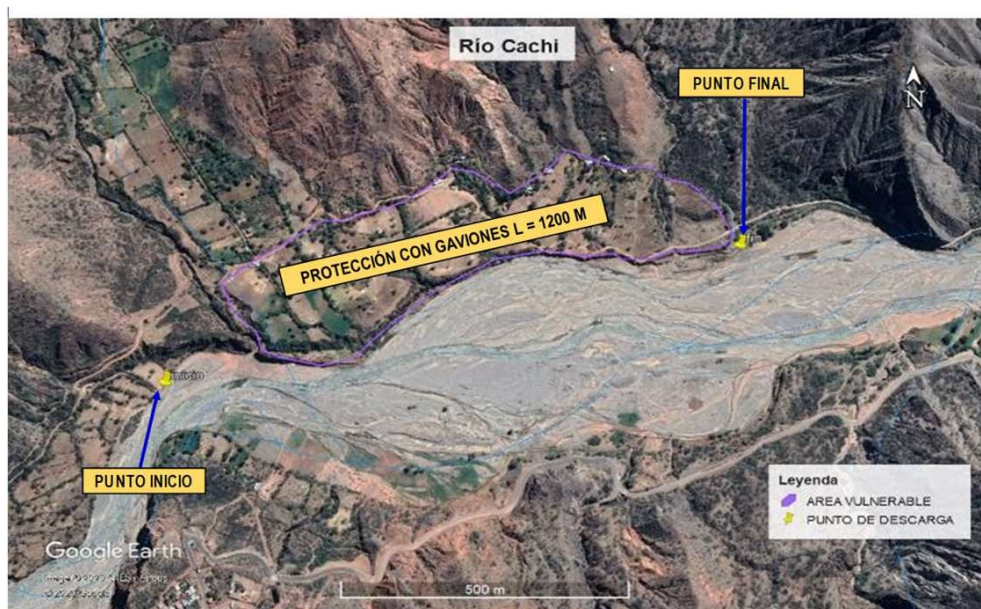 Río Cachi
PUNTO FINAL
N
PROTECCIÓN CON GAVIONES L = 1200 M
inicio
PUNTO INICIO
Leyenda
AREA VULNERABLE
PUNTO DE DESCARGA
Google Earth
500 m